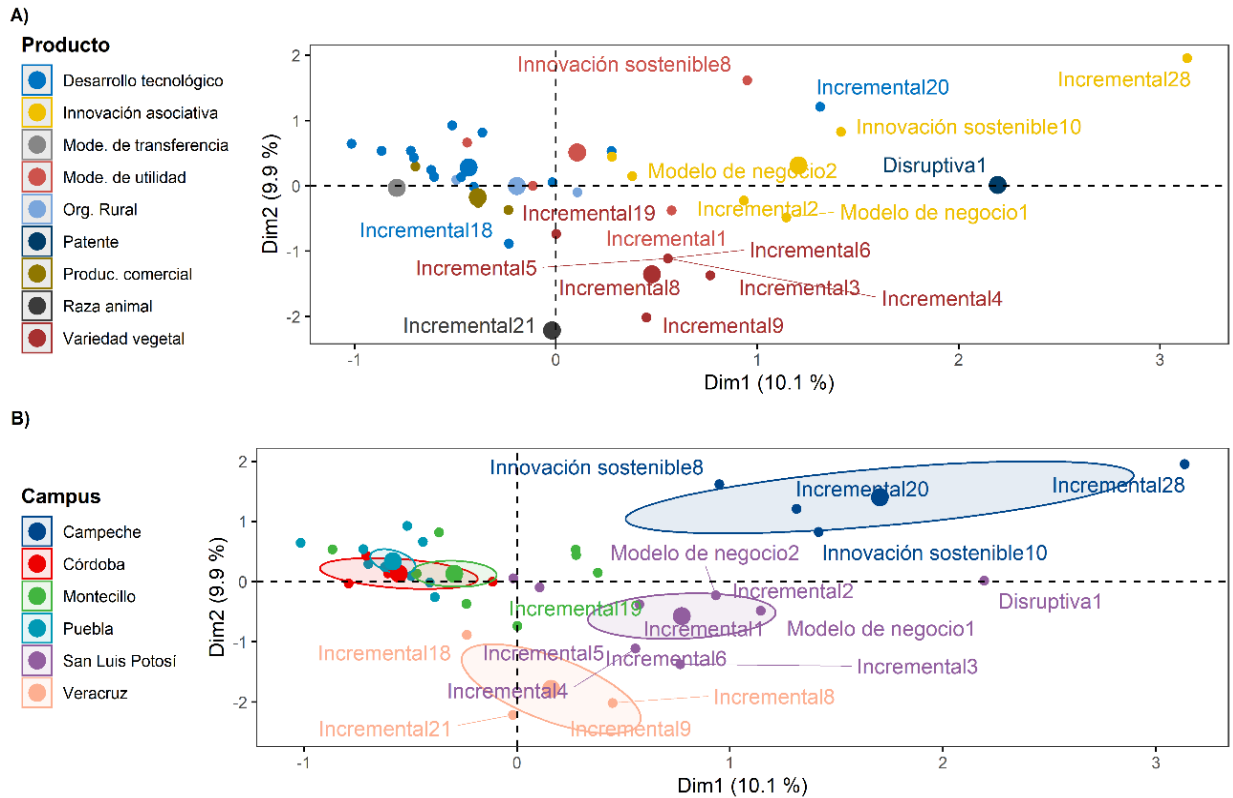 A)
Producto
Desarrollo tecnológico
Innovación asociativa
Mode. de transferencia
Mode. de utilidad
Org. Rural
Patente
Produc. comercial
Raza animal
Variedad vegetal
Dim2 (9.9 %)
2
1
0
-1
-2
Innovación sostenible8
Incremental28
Incremental20
Innovación sostenible10
Modelo de negocio2
Disruptiva1
Incremental19
Incremental2
Modelo de negocio1
Incremental18
Incremental1
Incremental6
Incremental5
Incremental8
Incremental3
Incremental4
Incremental21
Incremental9
-1
0
1
2
3
Dim1 (10.1 %)
B)
Campus
Campeche
Córdoba
Montecillo
Puebla
San Luis Potosí
Veracruz
Dim2 (9.9 %)
2
1
0
-1
-2
Innovación sostenible8
Incremental20
Incremental28
Modelo de negocio2
Innovación sostenible10
Incremental2
Disruptiva1
Incremental19
Incremental1
Modelo de negocio1
Incremental18
Incremental5
Incremental6
Incremental3
Incremental4
Incremental8
Incremental21
Incremental9
-1
0
1
2
3
Dim1 (10.1 %)